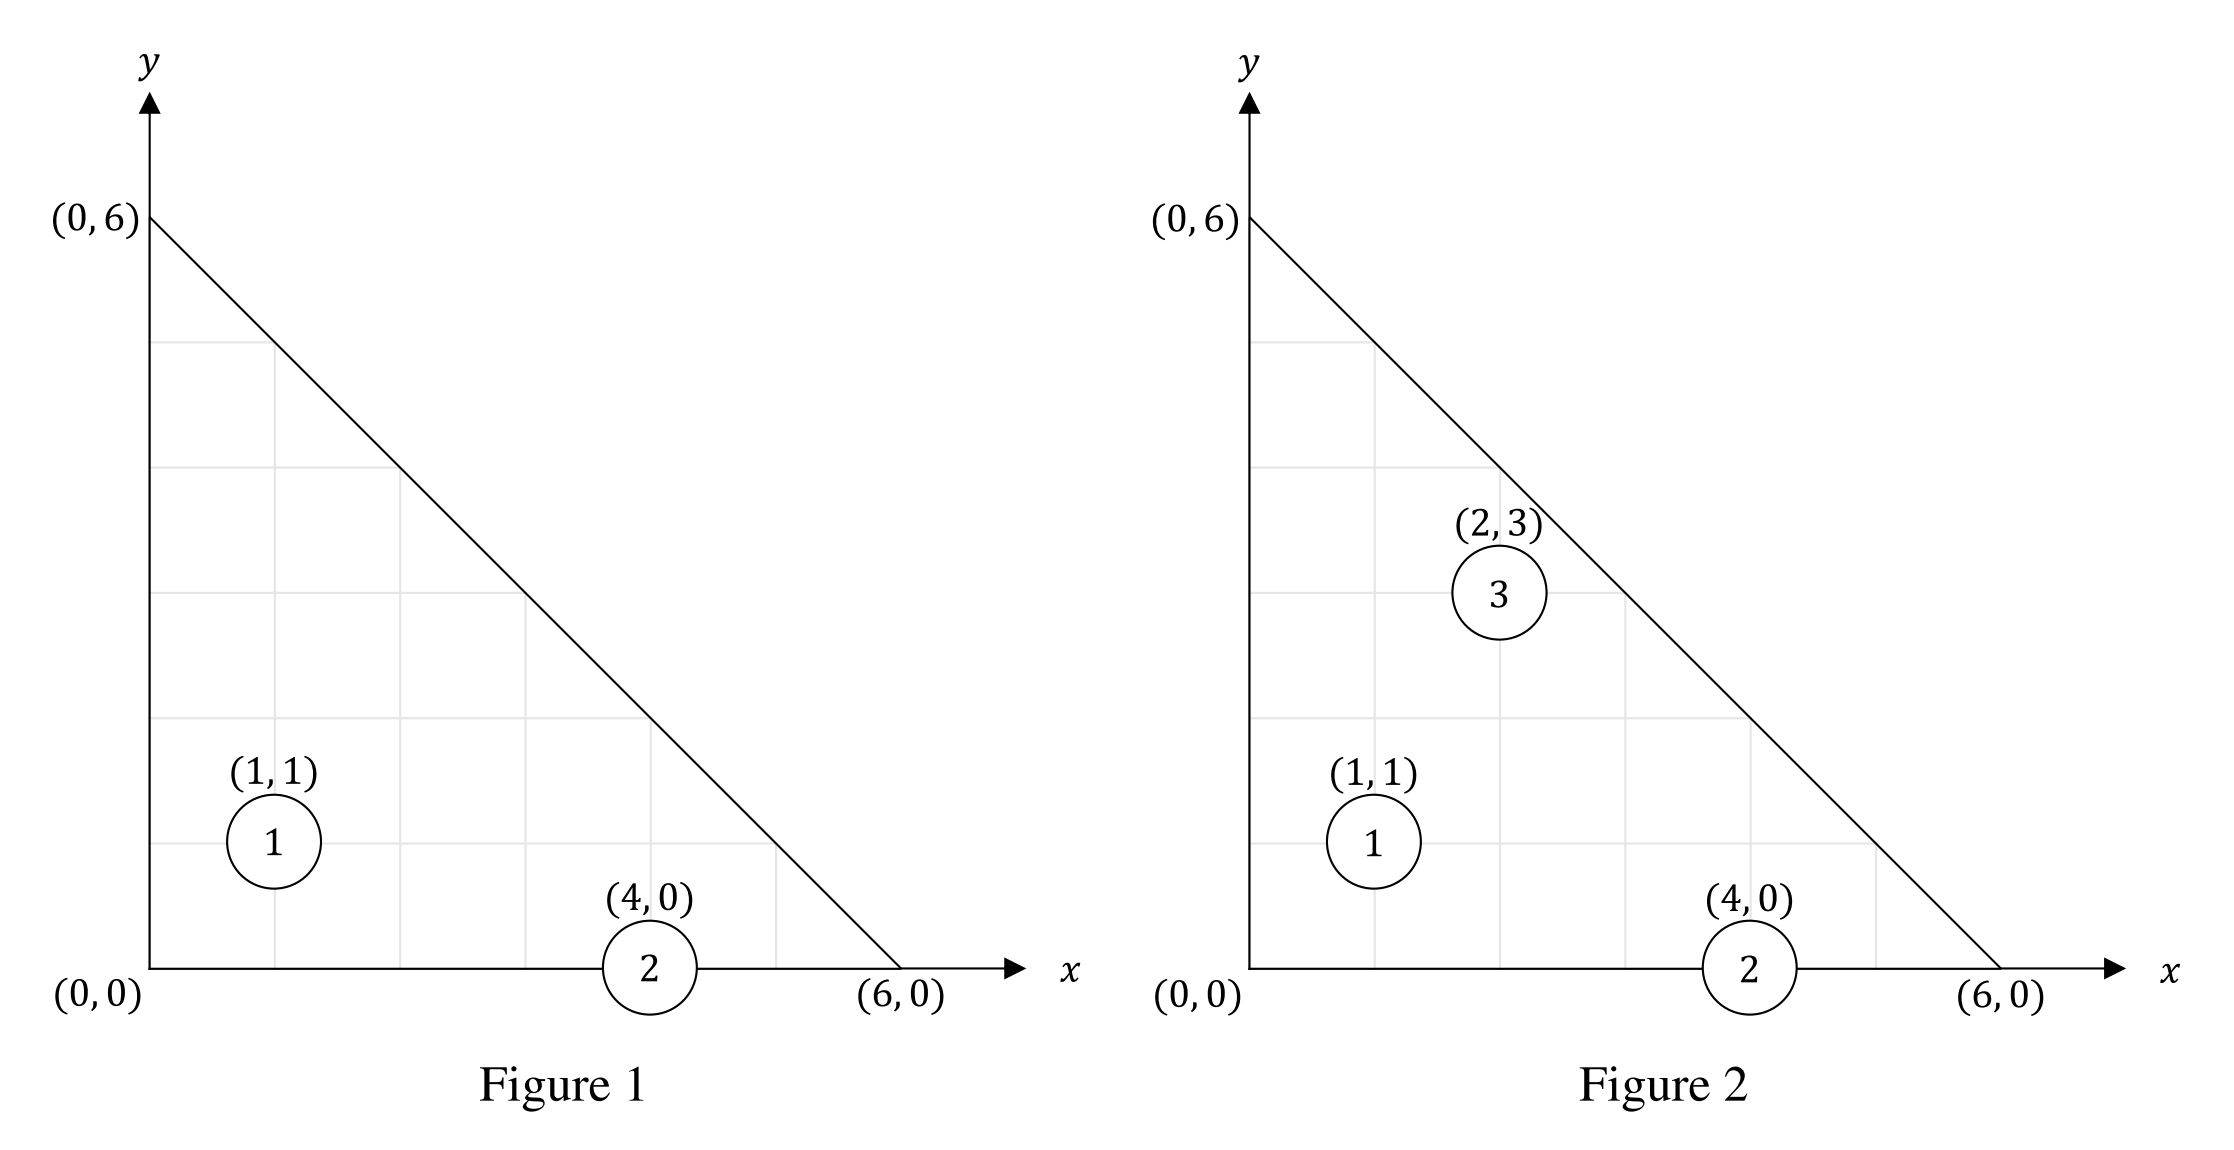 y
(0, 6)
(1, 1)
1
(4, 0)
2
(0, 0)
(6, 0)
x
Figure 1
y
(0, 6)
(2, 3)
3
(1, 1)
1
(4, 0)
2
(0, 0)
(6, 0)
x
Figure 2